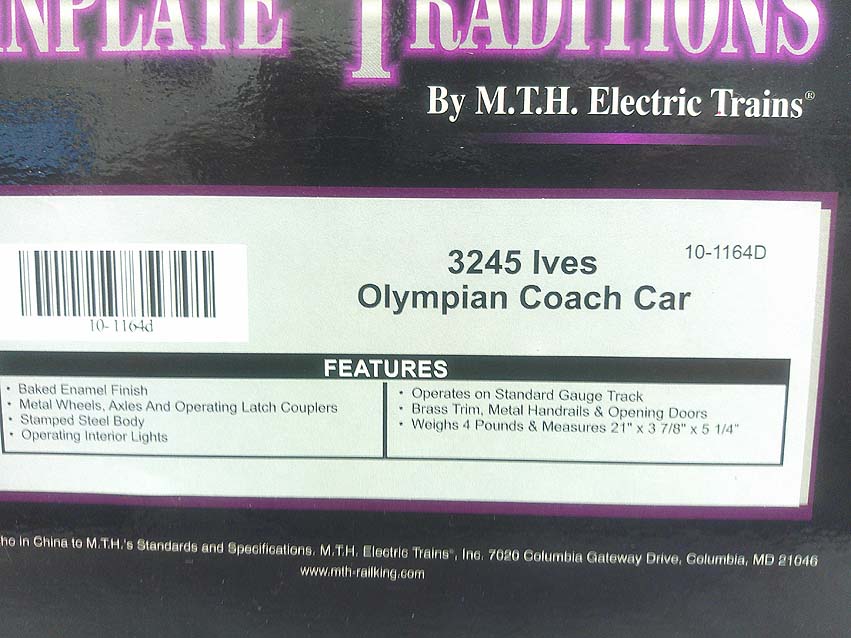 INPLATE TRADITIONS
By M.T.H. Electric Trains®
3245 Ives
10-1164D
Olympian Coach Car
10-1164d
FEATURES
• Baked Enamel Finish
• Metal Wheels, Axles And Operating Latch Couplers
• Stamped Steel Body
• Operating Interior Lights
• Operates on Standard Gauge Track
• Brass Trim, Metal Handrails & Opening Doors
• Weighs 4 Pounds & Measures 21" x 3 7/8" x 5 1/4"
in China to M.T.H.'s Standards and Specifications. M.T.H. Electric Trains®, Inc. 7020 Columbia Gateway Drive, Columbia, MD 21046
www.mth-railking.com